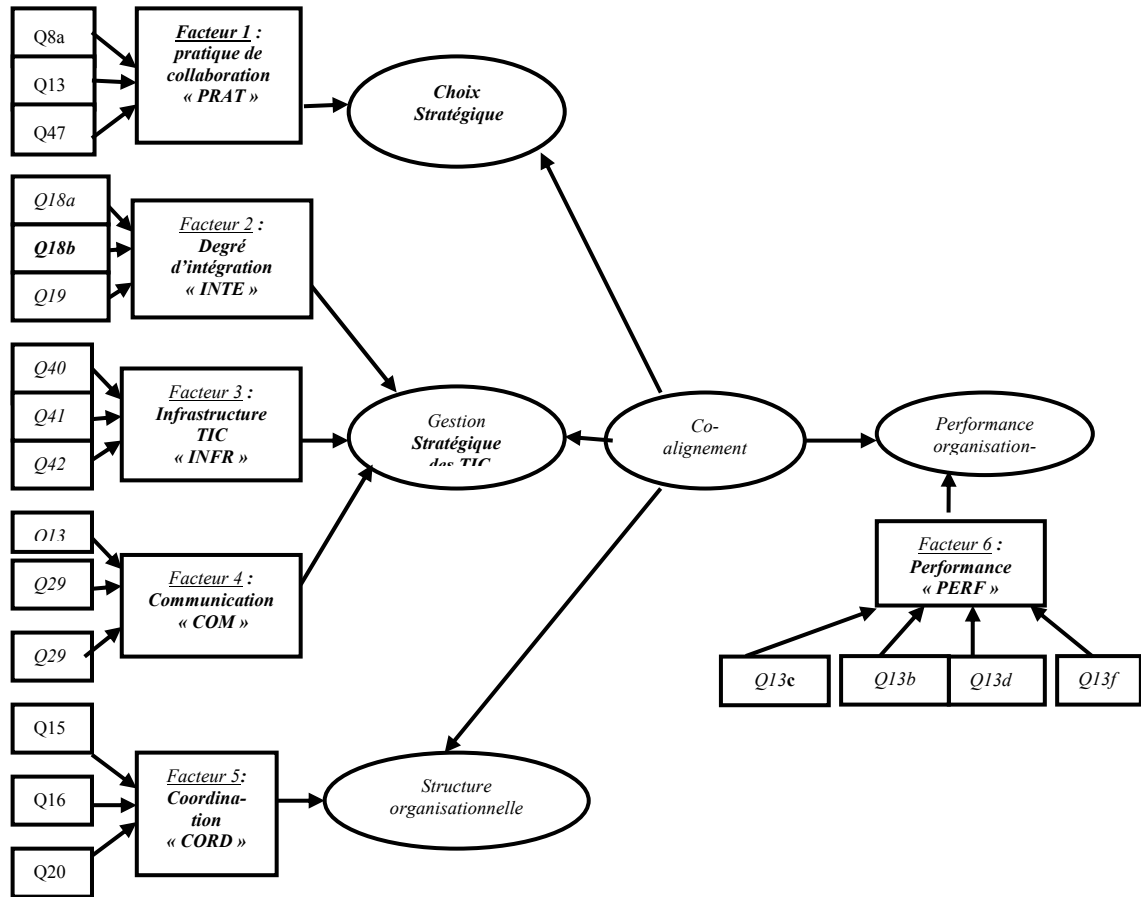 Q8a
Q13
Q47
Facteur 1 :
pratique de
collaboration
« PRAT »
Choix
Stratégique
Q18a
Q18b
Q19
Facteur 2 :
Degré
d’intégration
« INTE »
Q40
Q41
Q42
Facteur 3 :
Infrastructure
TIC
« INFR »
Gestion
Stratégique
des TIC
Co-
alignement
Performance
organisation-
Q13
Q29
Q29
Facteur 4 :
Communication
« COM »
Facteur 6 :
Performance
« PERF »
Q13c
Q13b
Q13d
Q13f
Q15
Q16
Q20
Facteur 5:
Coordina-
tion
« CORD »
Structure
organisationnelle